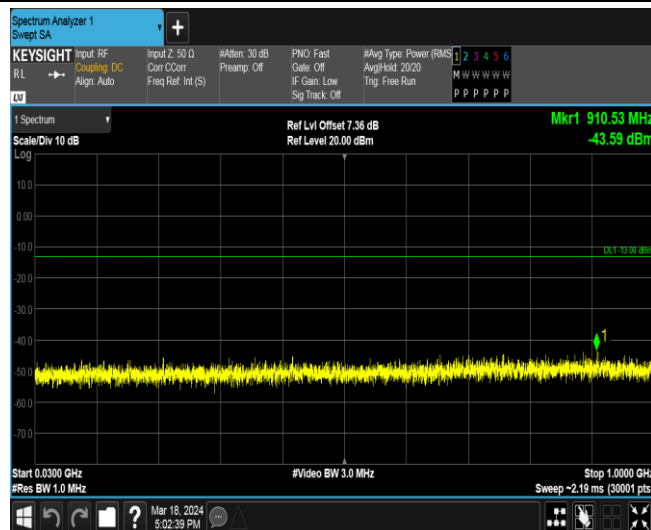 Spectrum Analyzer 1
Swept SA
KEYSIGHT
RL
Input: RF
Coupling: DC
Align: Auto
Input Z: 50 Ω
Corr CCorr
Freq Ref: Int (S)
#Atten: 30 dB
Preamp: Off
PNO: Fast
Gate: Off
IF Gain: Low
Sig Track: Off
#Avg Type: Power (RMS
Avg|Hold: 20/20
Trig: Free Run
1 2 3 4 5 6
M W W W W W
P P P P P P
1 Spectrum
Scale/Div 10 dB
Ref Lvl Offset 7.36 dB
Ref Level 20.00 dBm
Mkr1 910.53 MHz
-43.59 dBm
Log
10.0
0.00
-10.0
DL1 -13.00 dBm
-20.0
-30.0
-40.0
1
-50.0
-60.0
-70.0
Start 0.0300 GHz
#Res BW 1.0 MHz
#Video BW 3.0 MHz
Stop 1.0000 GHz
Sweep ~2.19 ms (30001 pts
Mar 18, 2024
5:02:39 PM